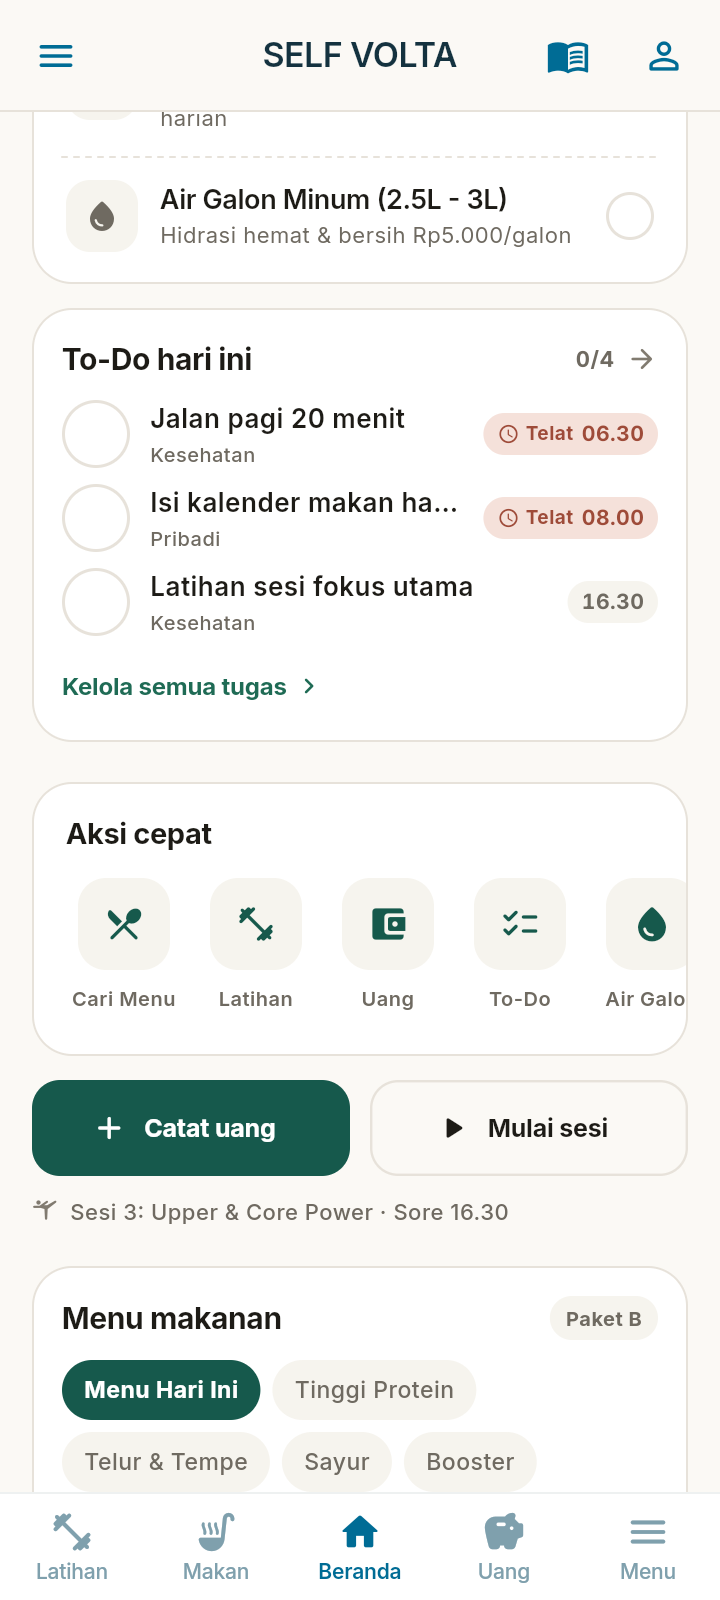 SELF VOLTA
harian
Air Galon Minum (2.5L - 3L)
Hidrasi hemat & bersih Rp5.000/galon
To-Do hari ini
0/4
Jalan pagi 20 menit
Kesehatan
Telat 06.30
Isi kalender makan ha...
Pribadi
Telat 08.00
Latihan sesi fokus utama
Kesehatan
16.30
Kelola semua tugas
Aksi cepat
Cari Menu
Latihan
Uang
To-Do
Air Galo
Catat uang
Mulai sesi
Sesi 3: Upper & Core Power · Sore 16.30
Menu makanan
Paket B
Menu Hari Ini
Tinggi Protein
Telur & Tempe
Sayur
Booster
Latihan
Makan
Beranda
Uang
Menu